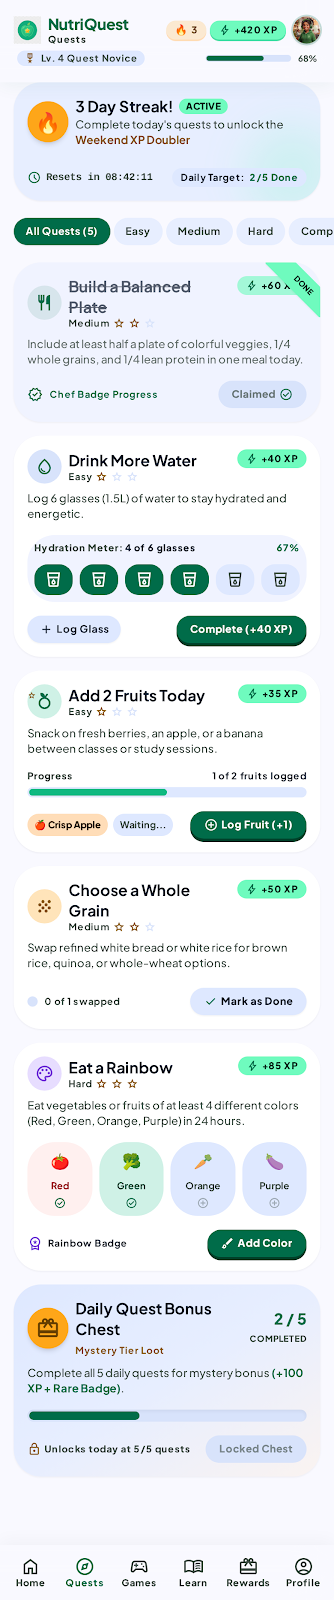 NutriQuest
Quests
🔥 3
+420 XP
Lv. 4 Quest Novice
68%
3 Day Streak! ACTIVE
Complete today's quests to unlock the
Weekend XP Doubler
Resets in 08:42:11
Daily Target: 2/5 Done
All Quests (5)
Easy
Medium
Hard
Comp
Build a Balanced
Plate
+60
DONE
Medium
Include at least half a plate of colorful veggies, 1/4
whole grains, and 1/4 lean protein in one meal today.
Chef Badge Progress
Claimed
Drink More Water
+40 XP
Easy
Log 6 glasses (1.5L) of water to stay hydrated and
energetic.
Hydration Meter: 4 of 6 glasses
67%
+ Log Glass
Complete (+40 XP)
Add 2 Fruits Today
+35 XP
Easy
Snack on fresh berries, an apple, or a banana
between classes or study sessions.
Progress
1 of 2 fruits logged
🍎 Crisp Apple
Waiting...
Log Fruit (+1)
Choose a Whole
Grain
+50 XP
Medium
Swap refined white bread or white rice for brown
rice, quinoa, or whole-wheat options.
0 of 1 swapped
Mark as Done
Eat a Rainbow
+85 XP
Hard
Eat vegetables or fruits of at least 4 different colors
(Red, Green, Orange, Purple) in 24 hours.
Red
Green
Orange
Purple
Rainbow Badge
Add Color
Daily Quest Bonus
Chest
2 / 5
COMPLETED
Mystery Tier Loot
Complete all 5 daily quests for mystery bonus (+100
XP + Rare Badge).
Unlocks today at 5/5 quests
Locked Chest
Home
Quests
Games
Learn
Rewards
Profile